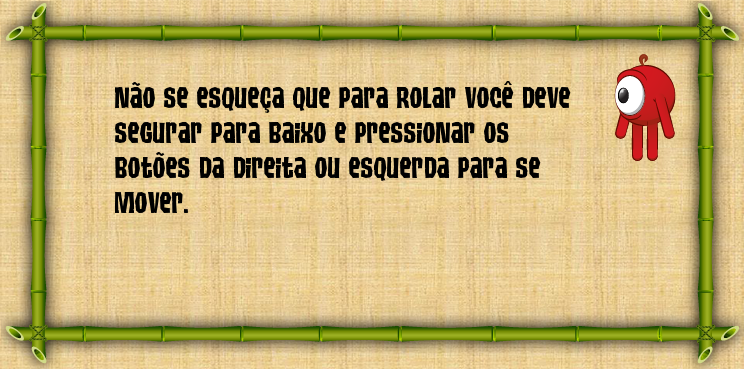 Não se esqueça que para rolar você deve
segurar para baixo e pressionar os
botões da direita ou esquerda para se
mover.